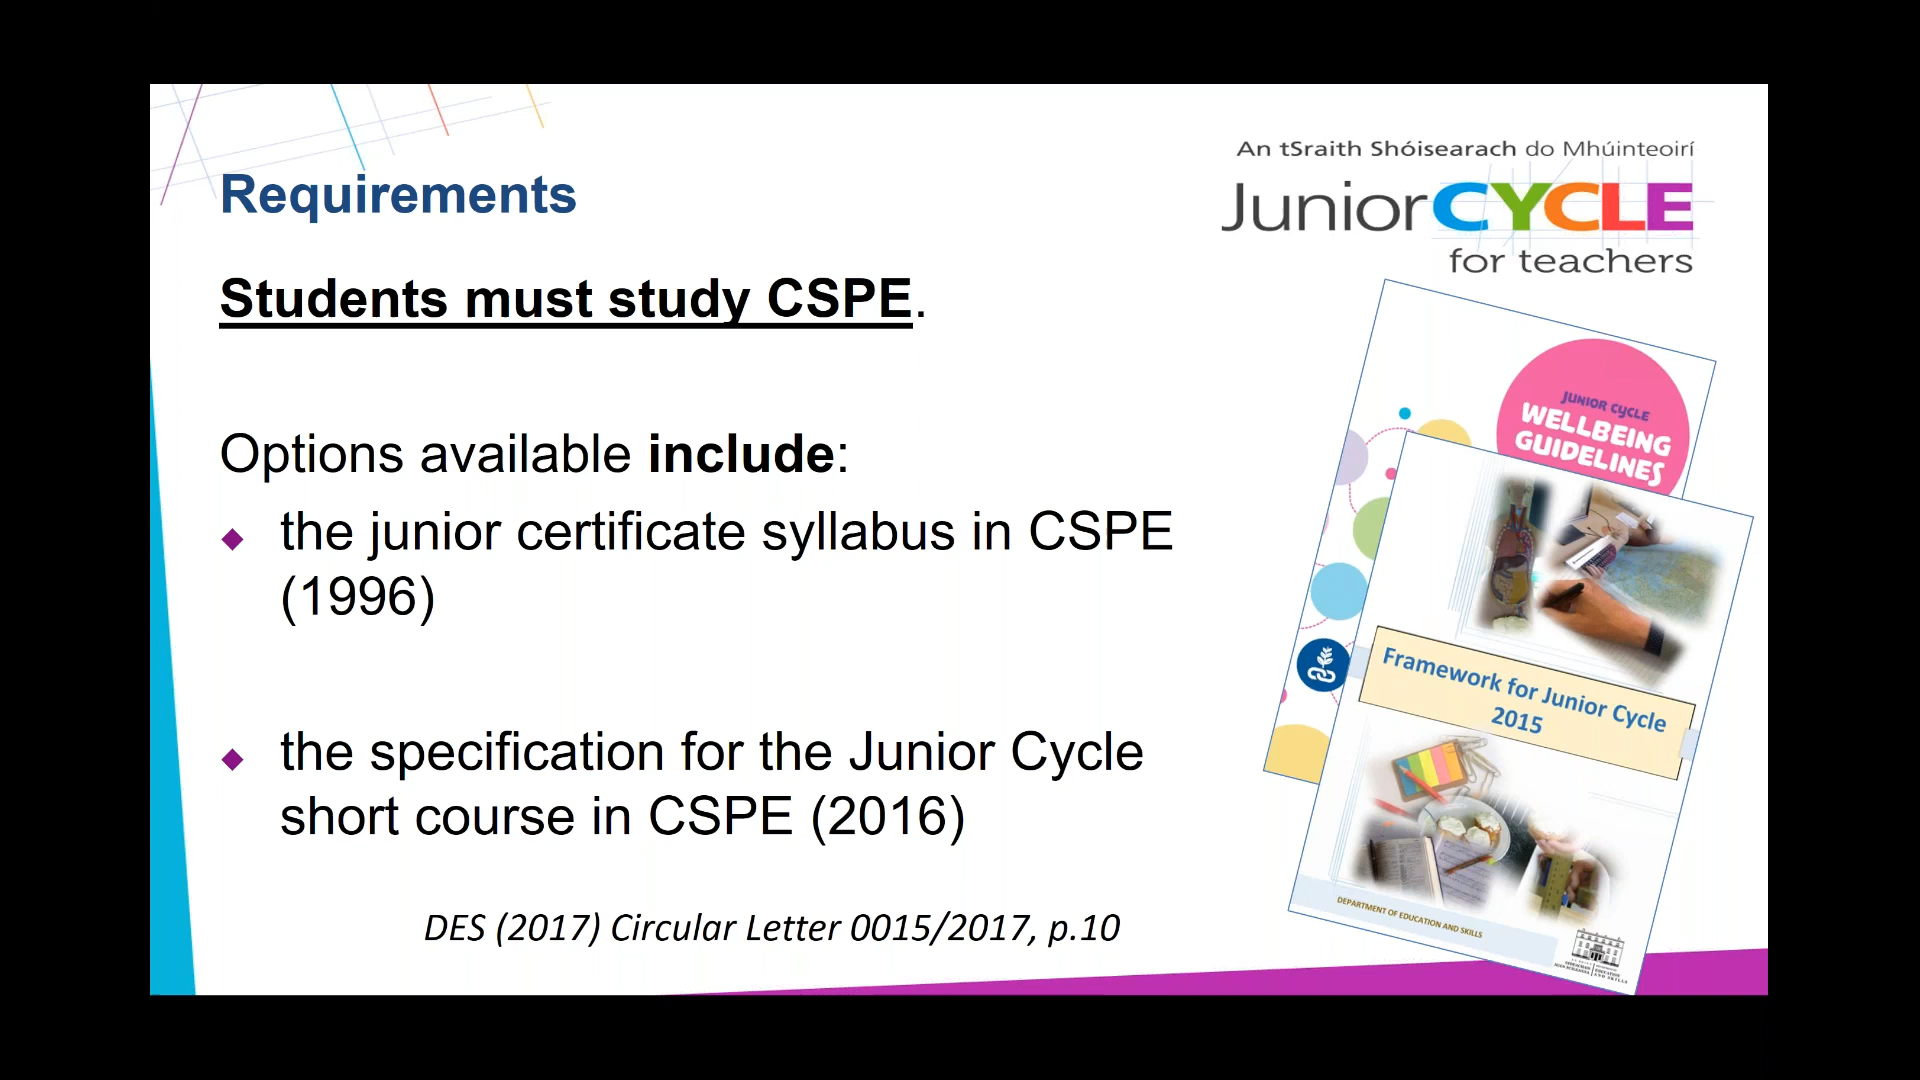 An tSraith Shóisearach do Mhúinteoirí
JuniorCYCLE
for teachers
Requirements
Students must study CSPE.
Options available include:
◆ the junior certificate syllabus in CSPE
(1996)
◆ the specification for the Junior Cycle
short course in CSPE (2016)
DES (2017) Circular Letter 0015/2017, p.10
JUNIOR CYCLE
WELLBEING
GUIDELINES
Framework for Junior Cycle
2015
DEPARTMENT OF EDUCATION AND SKILLS